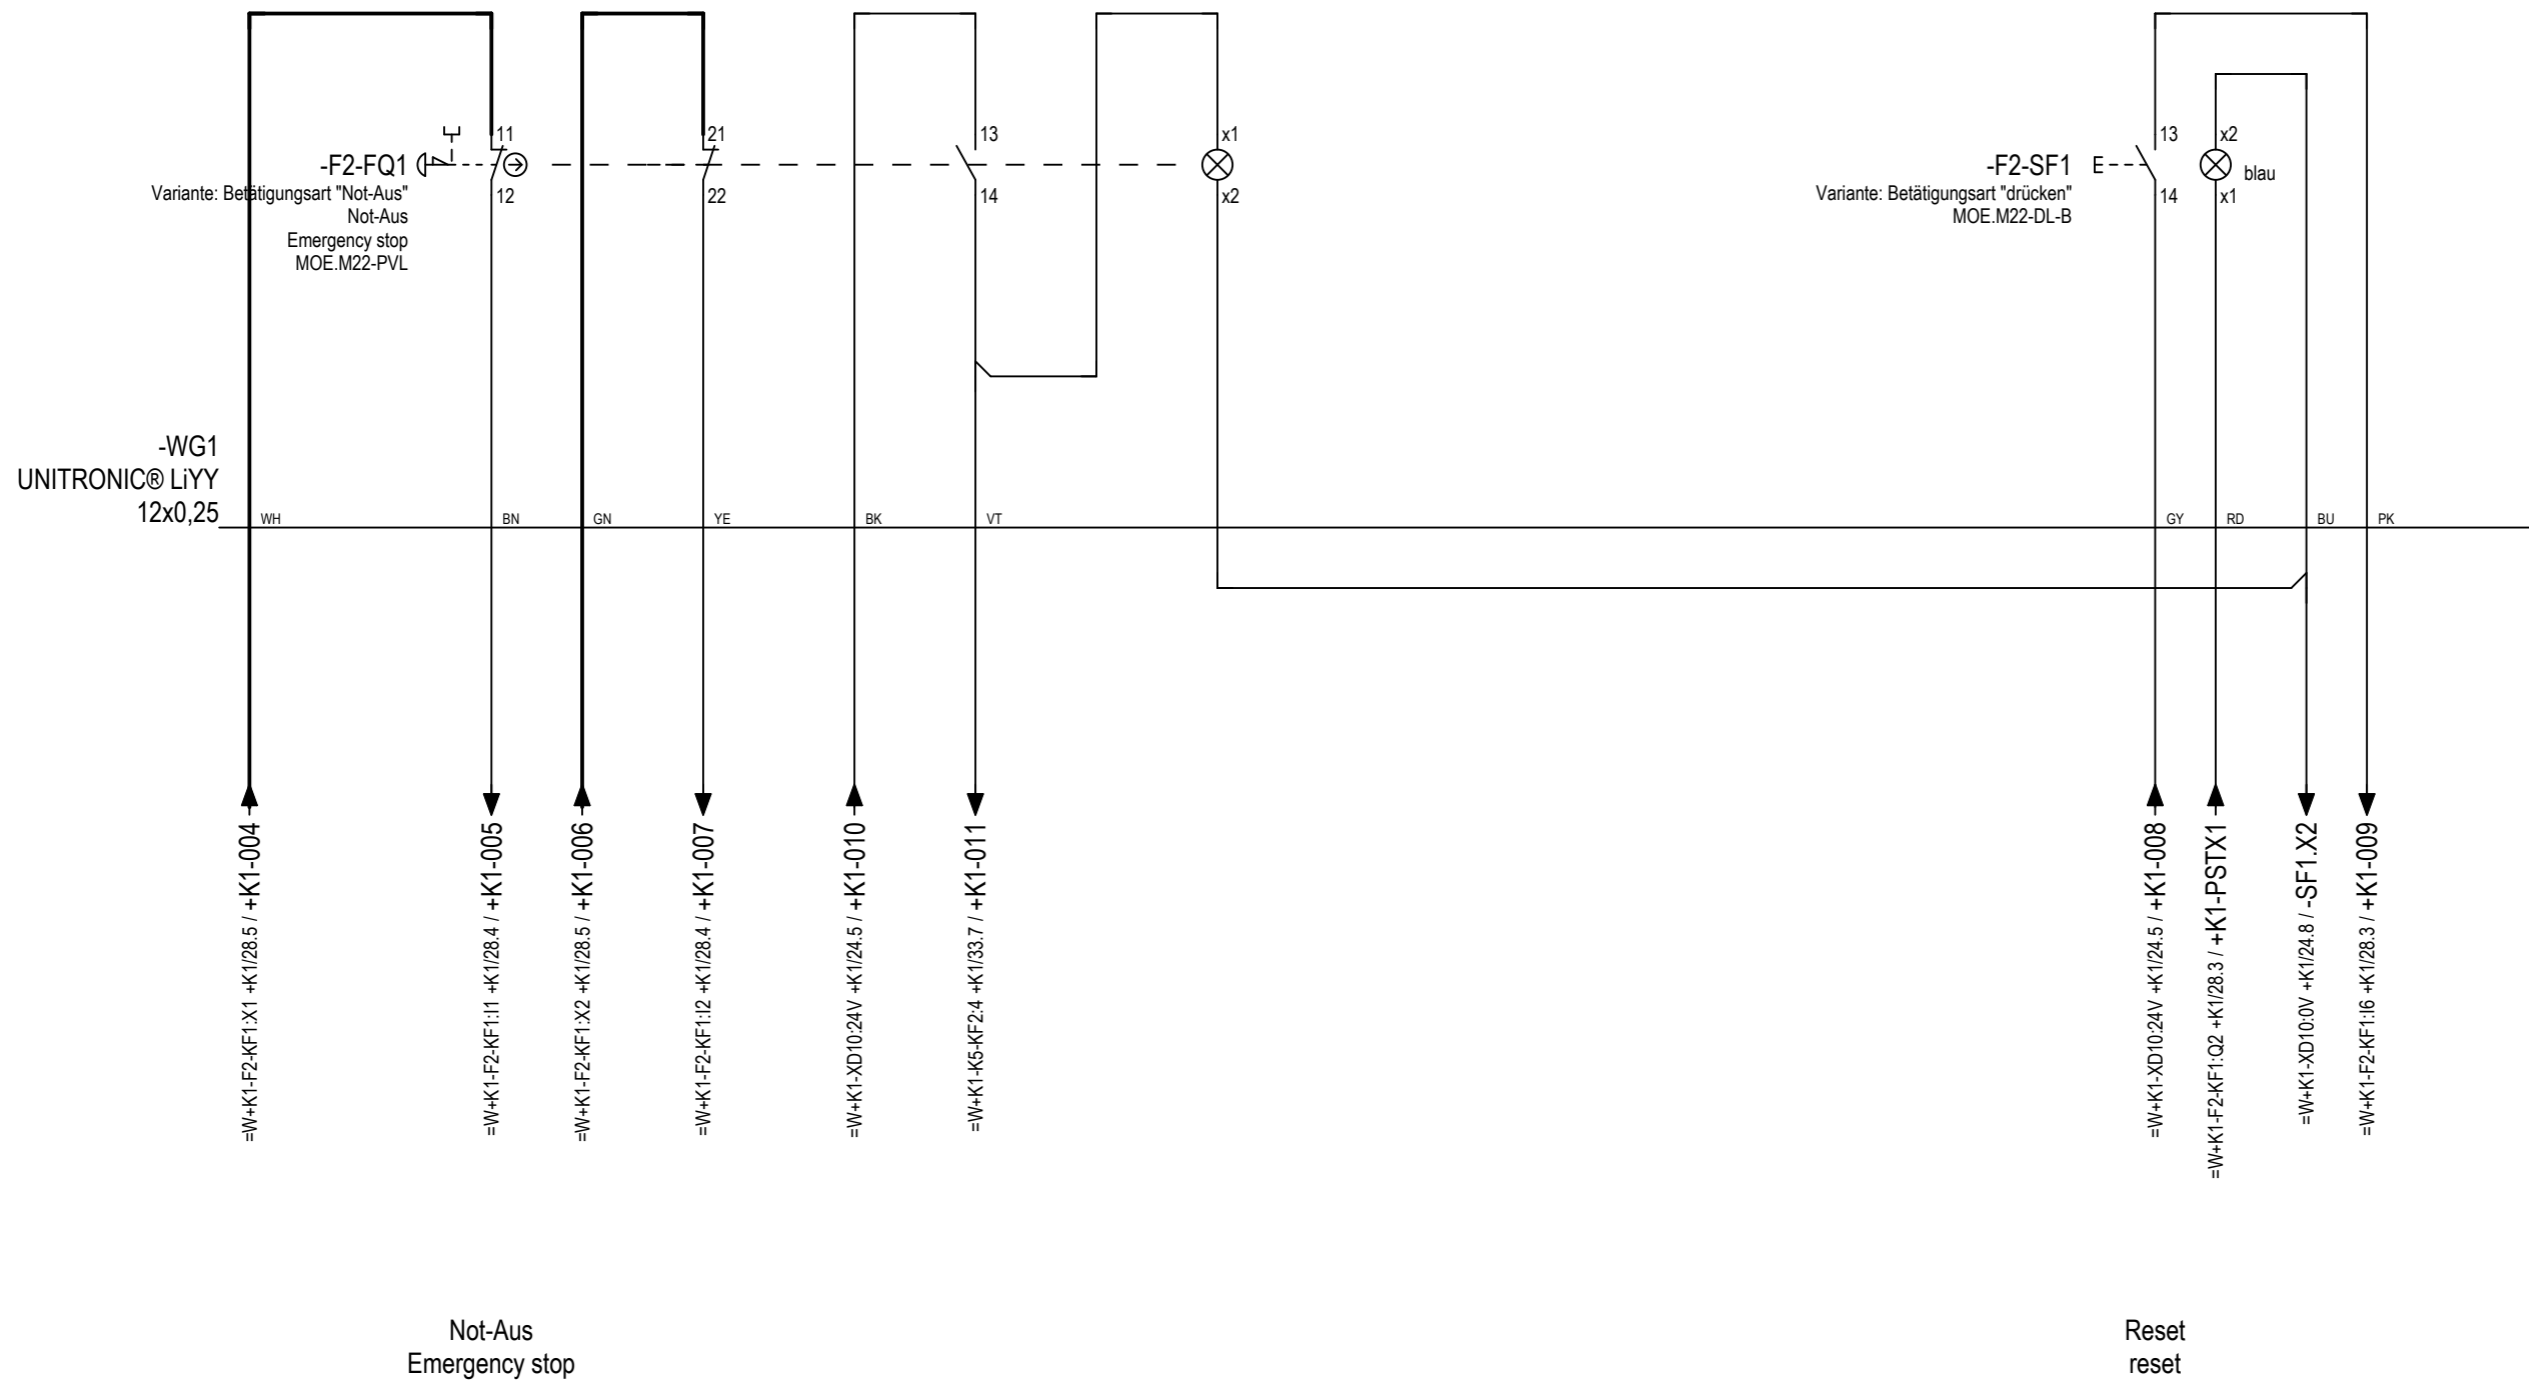 11
21
13
x1
13
x2
-F2-FQ1
-F2-SF1
E
blau
Variante: Betätigungsart "Not-Aus"
12
22
14
x2
Variante: Betätigungsart "drücken"
14
x1
Not-Aus
MOE.M22-DL-B
Emergency stop
MOE.M22-PVL
-WG1
UNITRONIC® LiYY
12x0,25
WH
BN
GN
YE
BK
VT
GY
RD
BU
PK
=W+K1-F2-KF1:X1 +K1/28.5 / +K1-004
=W+K1-F2-KF1:I1 +K1/28.4 / +K1-005
=W+K1-F2-KF1:X2 +K1/28.5 / +K1-006
=W+K1-F2-KF1:I2 +K1/28.4 / +K1-007
=W+K1-XD10:24V +K1/24.5 / +K1-010
=W+K1-K5-KF2:4 +K1/33.7 / +K1-011
=W+K1-XD10:24V +K1/24.5 / +K1-008
=W+K1-F2-KF1:Q2 +K1/28.3 / +K1-PSTX1
=W+K1-XD10:0V +K1/24.8 / -SF1.X2
=W+K1-F2-KF1:I6 +K1/28.3 / +K1-009
Not-Aus
Emergency stop
Reset
reset